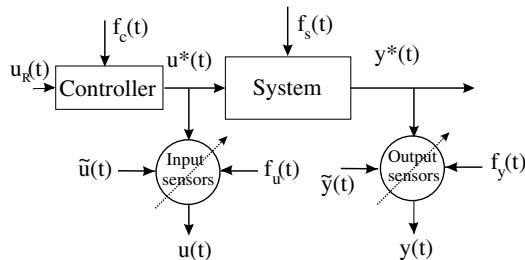 f_c(t)
f_s(t)
u_R(t)
Controller
u*(t)
System
y*(t)
ũ(t)
Input
sensors
f_u(t)
ỹ(t)
Output
sensors
f_y(t)
u(t)
y(t)